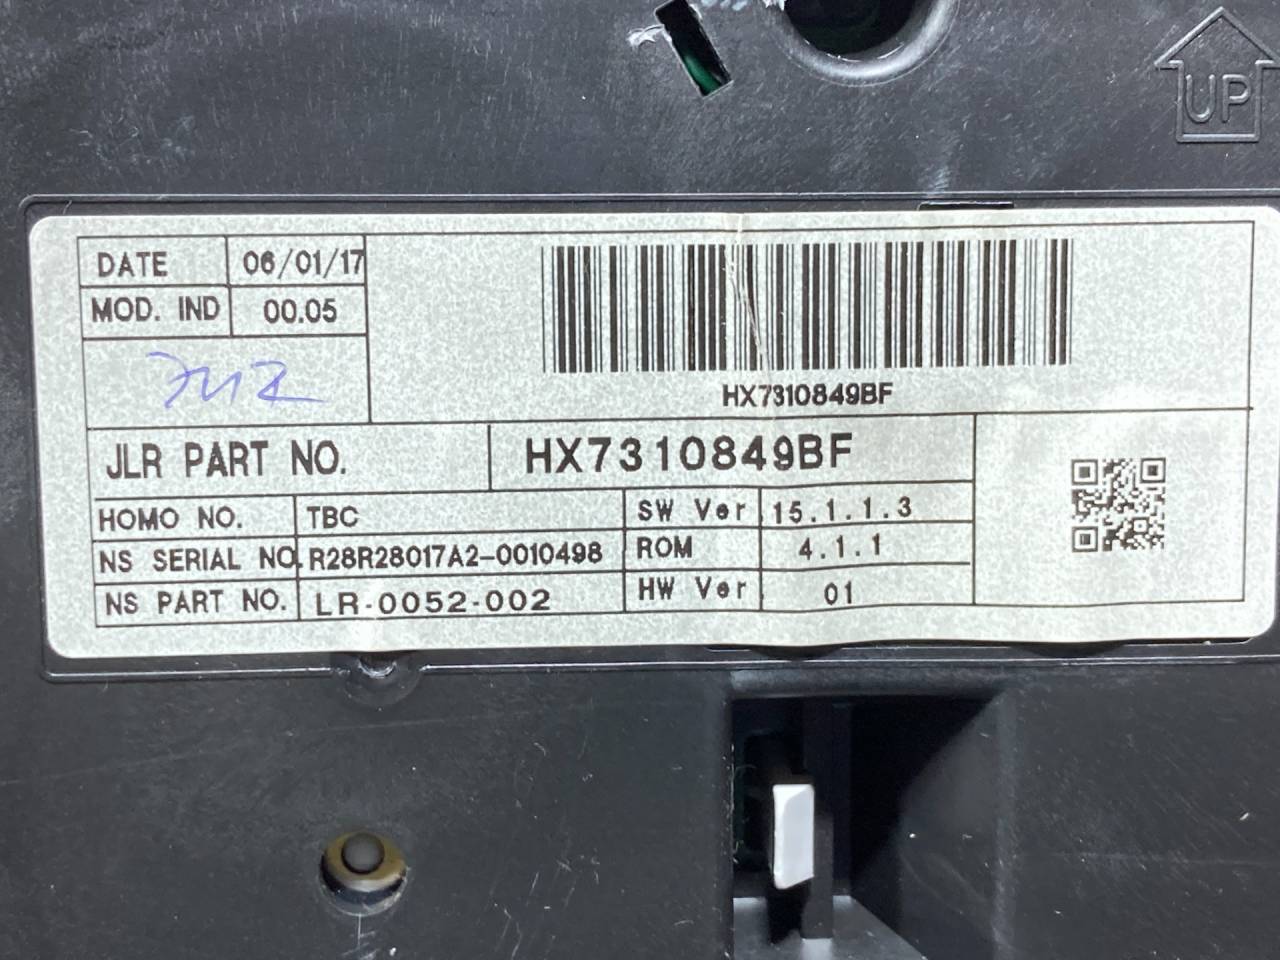 UP
DATE 06/01/17
MOD. IND 00.05
HX7310849BF
JLR PART NO. HX7310849BF
HOMO NO. TBC SW Ver 15.1.1.3
NS SERIAL NO. R28R28017A2-0010498 ROM 4.1.1
NS PART NO. LR-0052-002 HW Ver 01